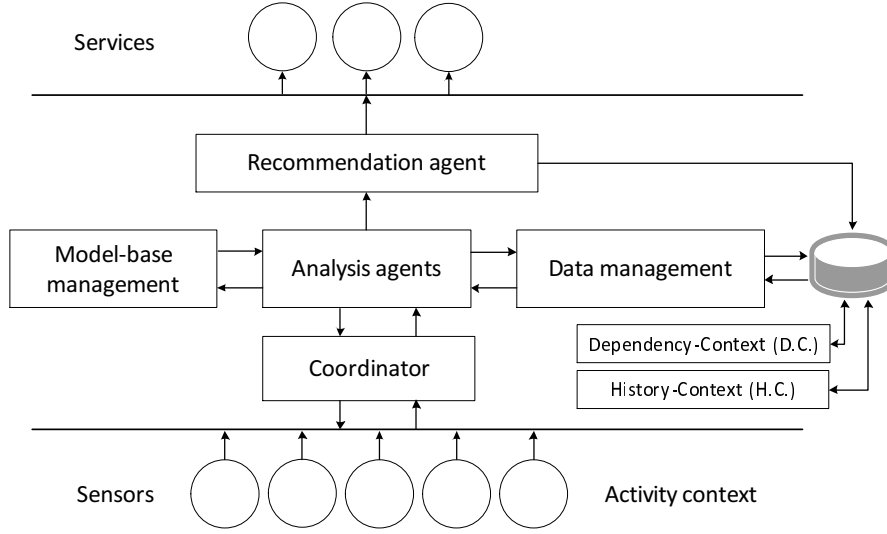 Services
Recommendation agent
Model-base
management
Analysis agents
Data management
Dependency-Context (D.C.)
Coordinator
History-Context (H.C.)
Sensors
Activity context